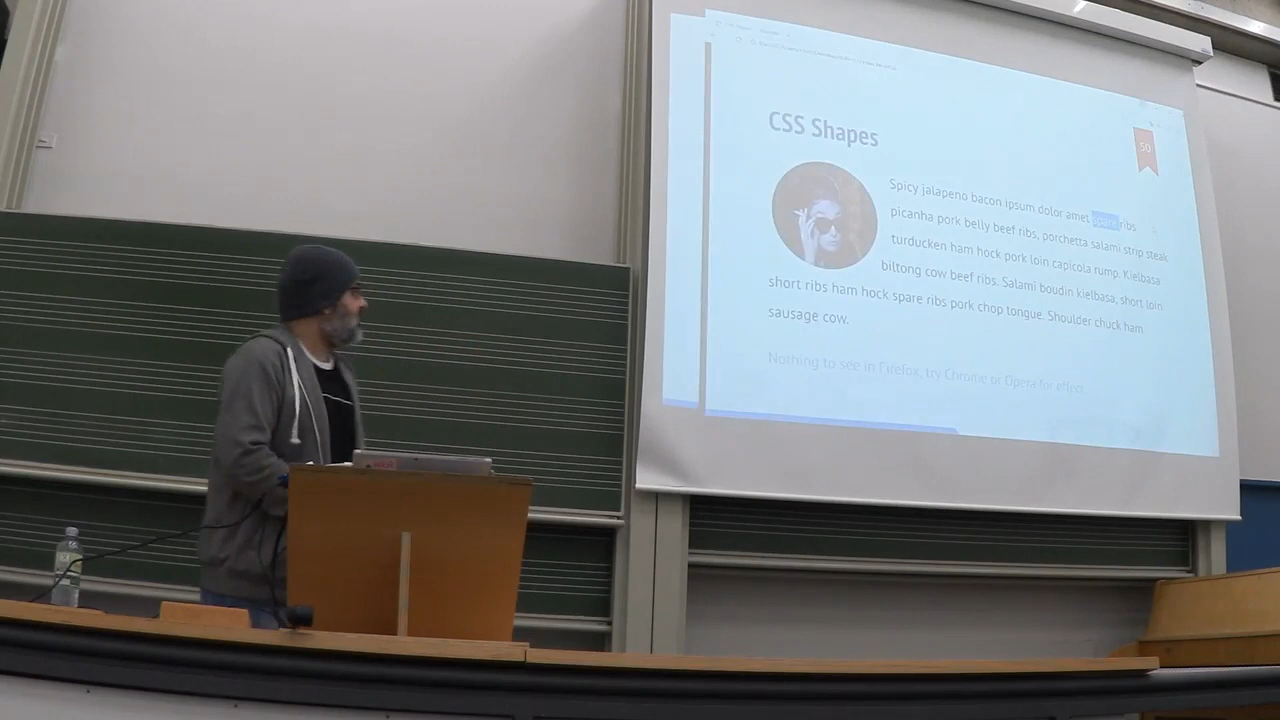 CSS Shapes
50
Spicy jalapeno bacon ipsum dolor amet spare ribs
picanha pork belly beef ribs, porchetta salami strip steak
turducken ham hock pork loin capicola rump. Kielbasa
biltong cow beef ribs. Salami boudin kielbasa, short loin
short ribs ham hock spare ribs pork chop tongue. Shoulder chuck ham
sausage cow.
Nothing to see in Firefox, try Chrome or Opera for effect.